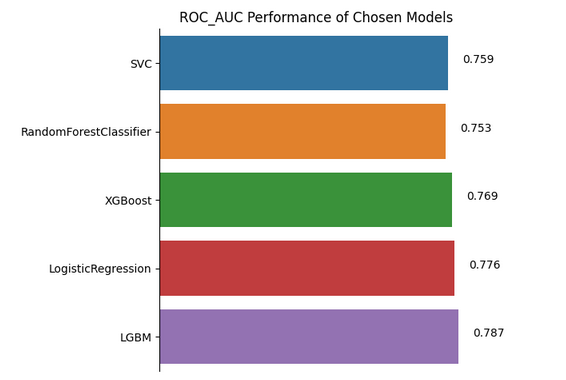 ROC_AUC Performance of Chosen Models
SVC 0.759
RandomForestClassifier 0.753
XGBoost 0.769
LogisticRegression 0.776
LGBM 0.787